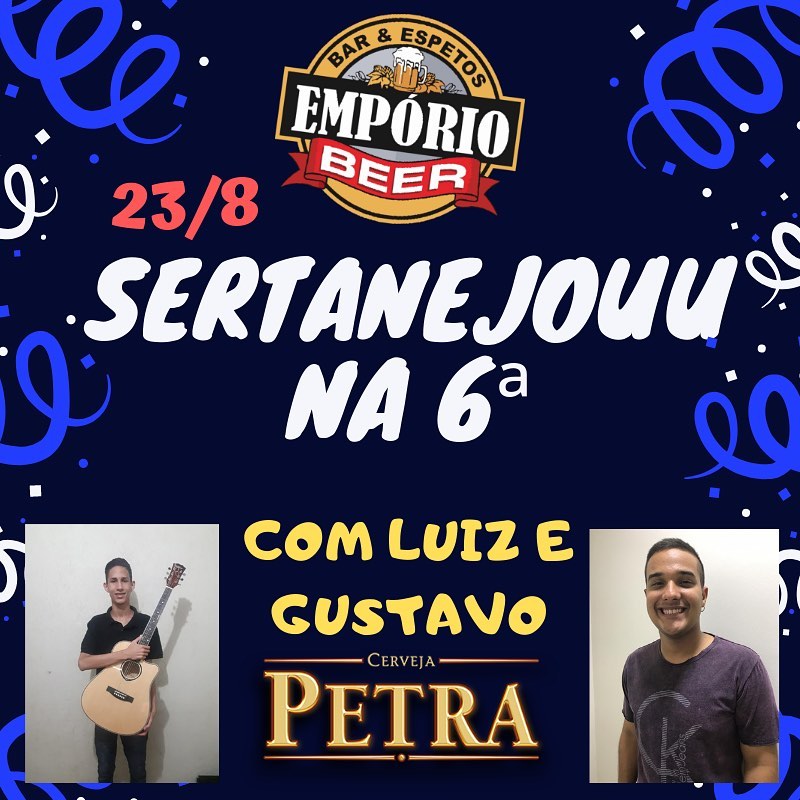 BAR & ESPETOS
EMPÓRIO
BEER
23/8
SERTANEJOUU
NA 6ª
COM LUIZ E
GUSTAVO
CERVEJA
PETRA